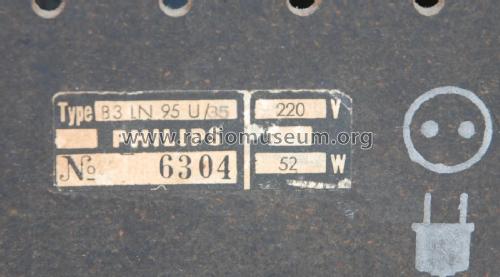 Type B3 LN 95 U/35 220 V
www.radiomuseum.org
№ 6304 52 W